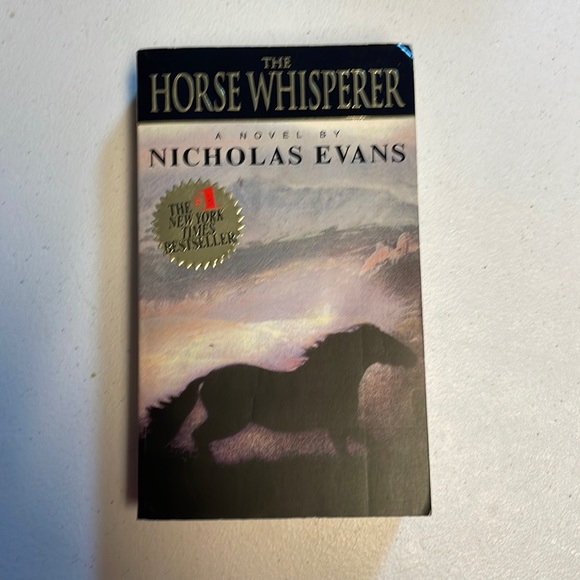 THE
HORSE WHISPERER
A NOVEL BY
NICHOLAS EVANS
#1
THE
NEW YORK
TIMES
BESTSELLER